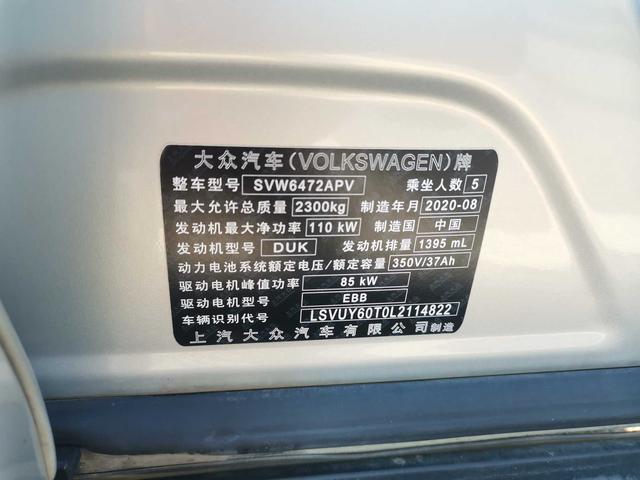 大众汽车(VOLKSWAGEN)牌
整车型号 SVW6472APV 乘坐人数 5
最大允许总质量 2300kg 制造年月 2020-08
发动机最大净功率 110 kW 制造国 中国
发动机型号 DUK 发动机排量 1395 mL
动力电池系统额定电压/额定容量 350V/37Ah
驱动电机峰值功率 85 kW
驱动电机型号 EBB
车辆识别代号 LSVUY60T0L2114822
上汽大众汽车有限公司制造